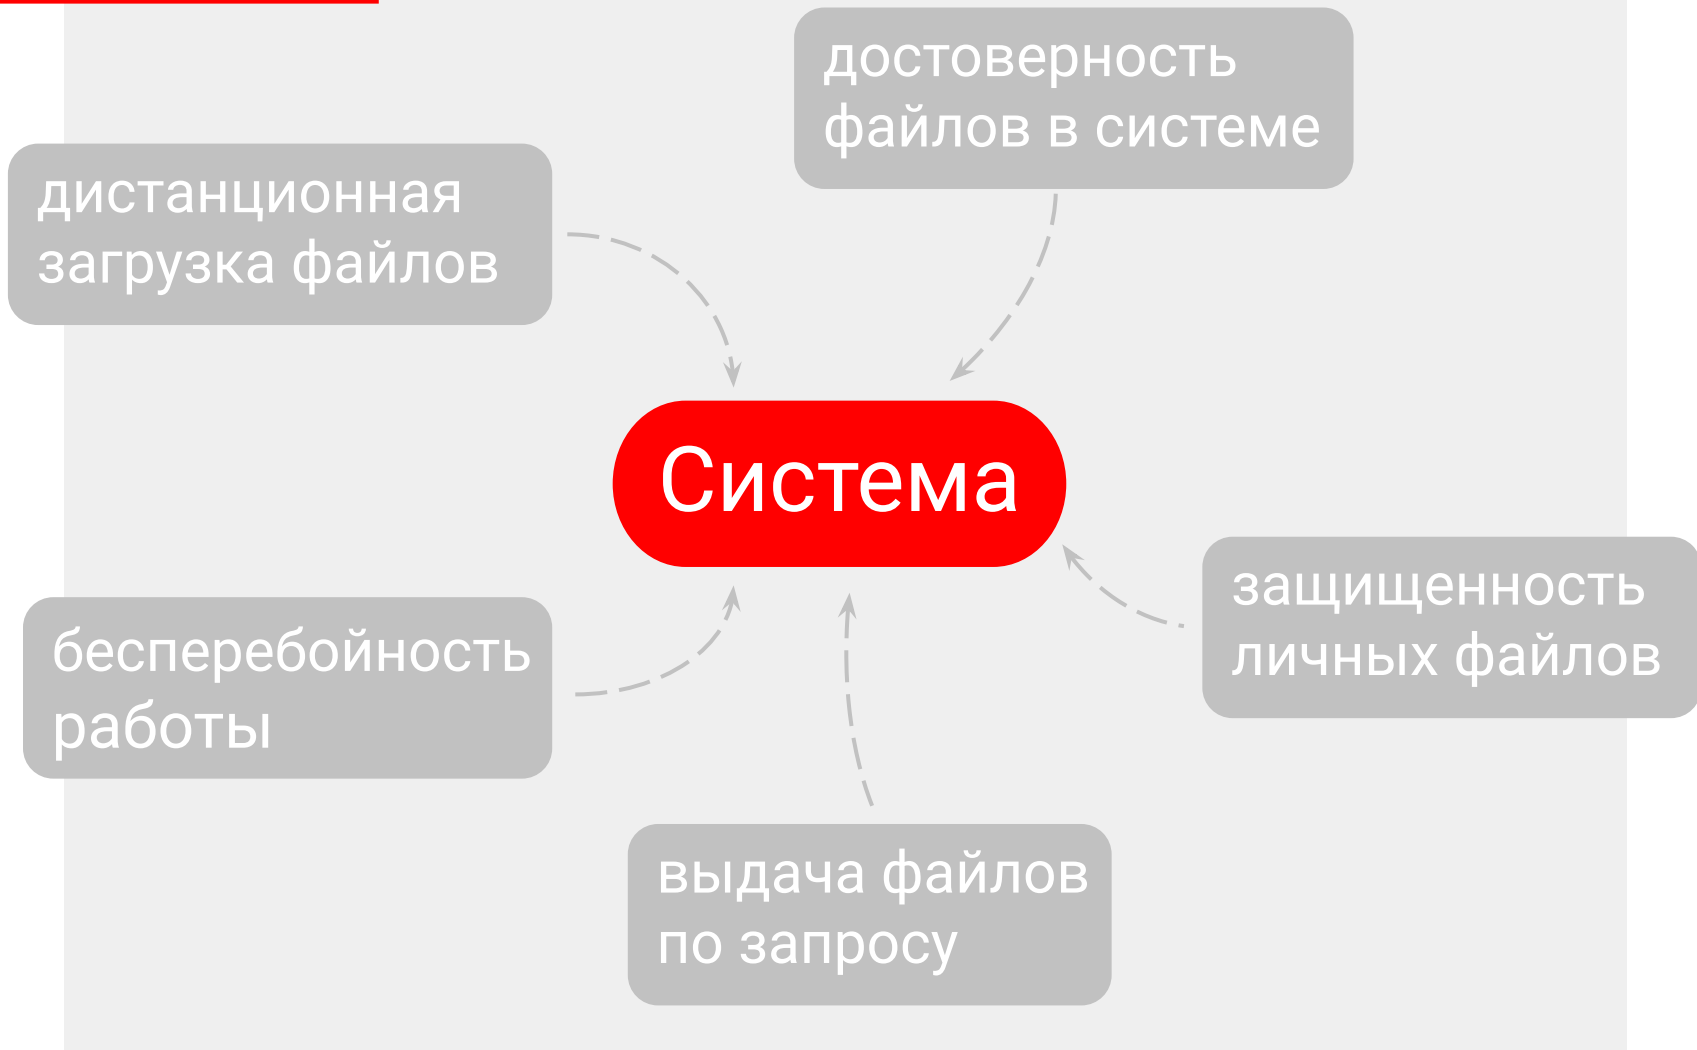 достоверность
файлов в системе
дистанционная
загрузка файлов
Система
защищенность
личных файлов
бесперебойность
работы
выдача файлов
по запросу